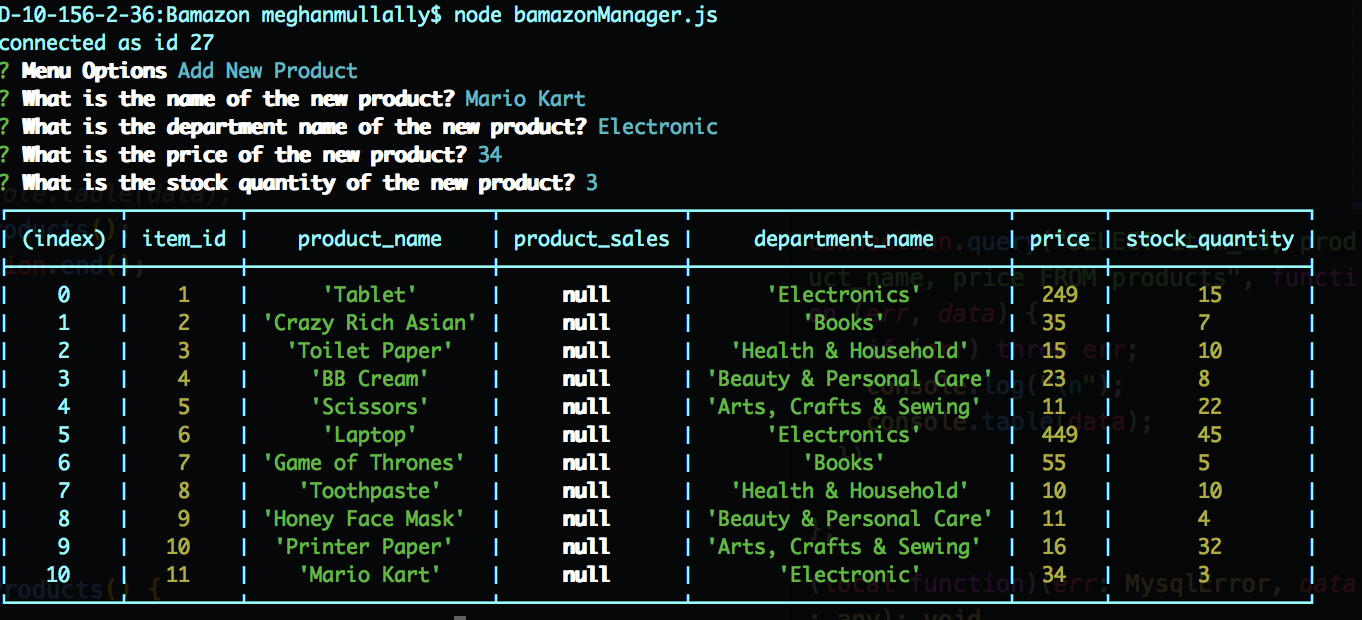 D-10-156-2-36:Bamazon meghanmullally$ node bamazonManager.js
connected as id 27
? Menu Options Add New Product
? What is the name of the new product? Mario Kart
? What is the department name of the new product? Electronic
? What is the price of the new product? 34
? What is the stock quantity of the new product? 3
(index) | item_id | product_name | product_sales | department_name | price | stock_quantity
0 | 1 | 'Tablet' | null | 'Electronics' | 249 | 15
1 | 2 | 'Crazy Rich Asian' | null | 'Books' | 35 | 7
2 | 3 | 'Toilet Paper' | null | 'Health & Household' | 15 | 10
3 | 4 | 'BB Cream' | null | 'Beauty & Personal Care' | 23 | 8
4 | 5 | 'Scissors' | null | 'Arts, Crafts & Sewing' | 11 | 22
5 | 6 | 'Laptop' | null | 'Electronics' | 449 | 45
6 | 7 | 'Game of Thrones' | null | 'Books' | 55 | 5
7 | 8 | 'Toothpaste' | null | 'Health & Household' | 10 | 10
8 | 9 | 'Honey Face Mask' | null | 'Beauty & Personal Care' | 11 | 4
9 | 10 | 'Printer Paper' | null | 'Arts, Crafts & Sewing' | 16 | 32
10 | 11 | 'Mario Kart' | null | 'Electronic' | 34 | 3